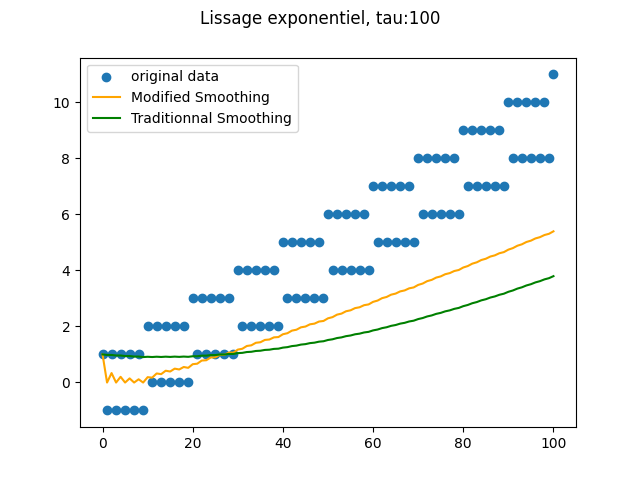 Lissage exponentiel, tau:100
original data
Modified Smoothing
Traditionnal Smoothing
10
8
6
4
2
0
0 20 40 60 80 100